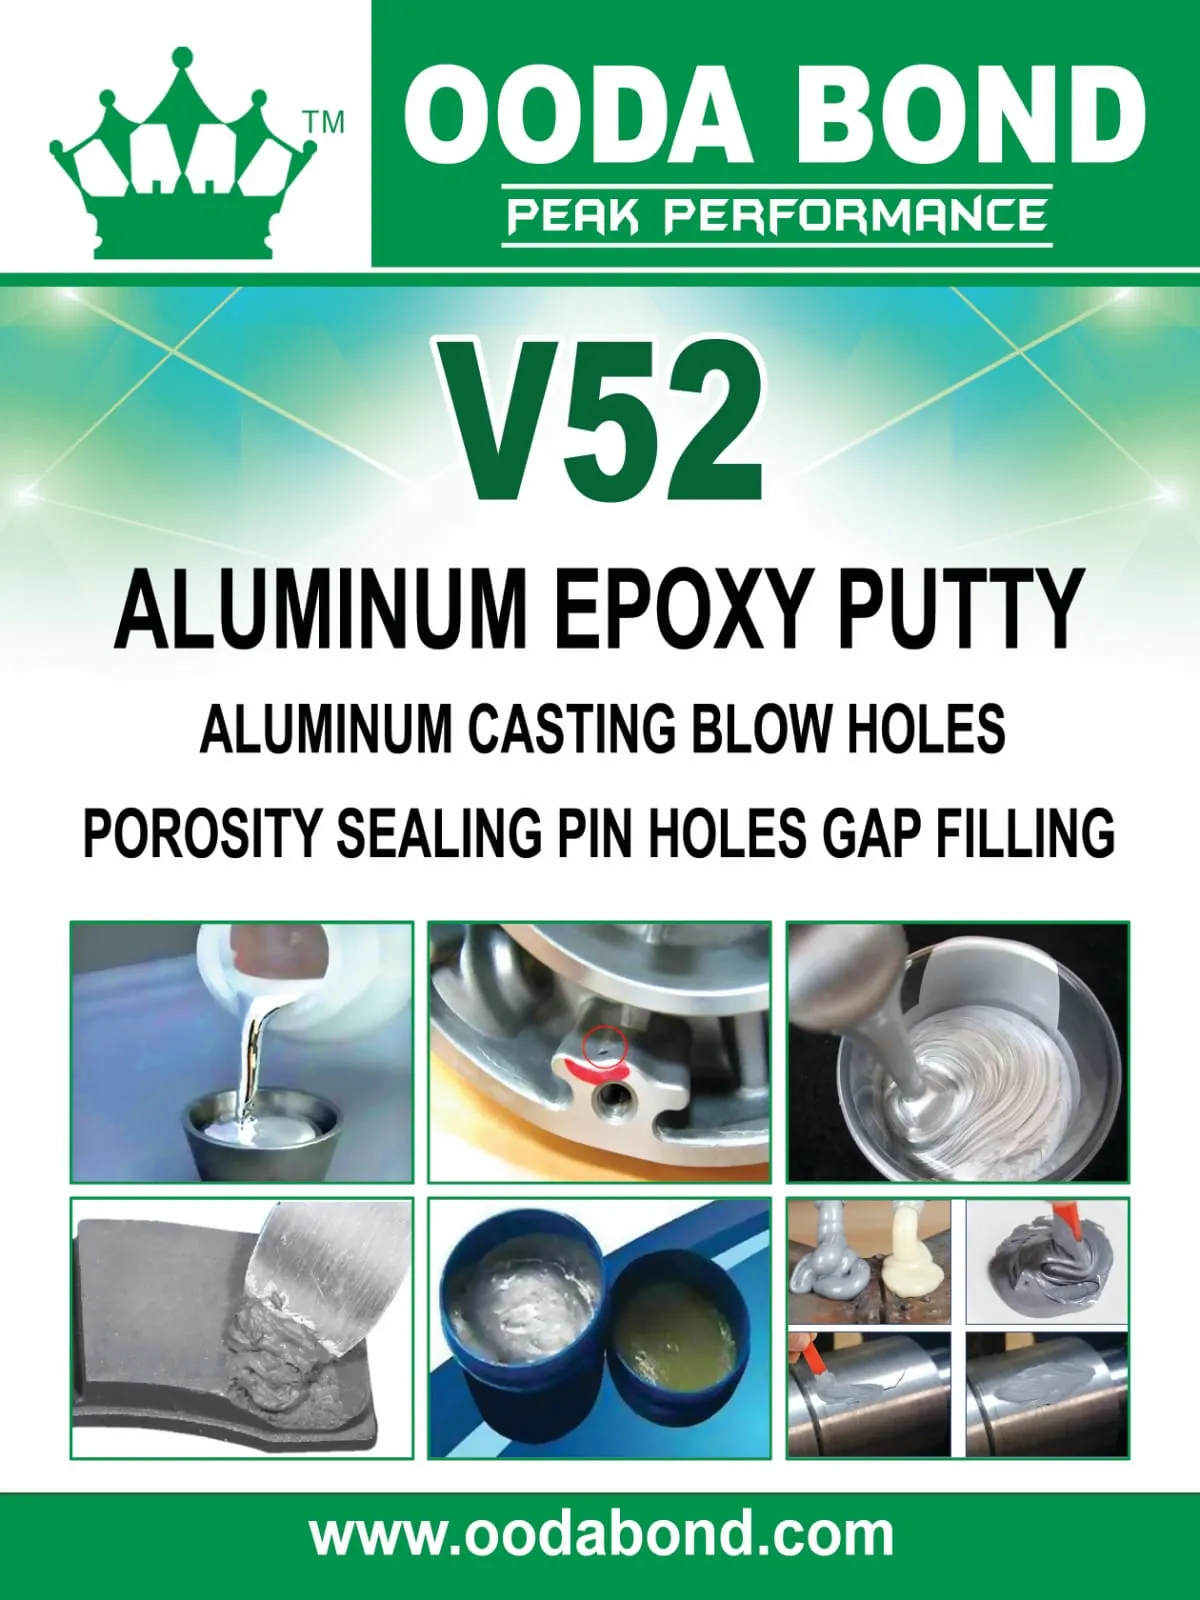 TM
OODA BOND
PEAK PERFORMANCE
V52
ALUMINUM EPOXY PUTTY
ALUMINUM CASTING BLOW HOLES
POROSITY SEALING PIN HOLES GAP FILLING
www.oodabond.com